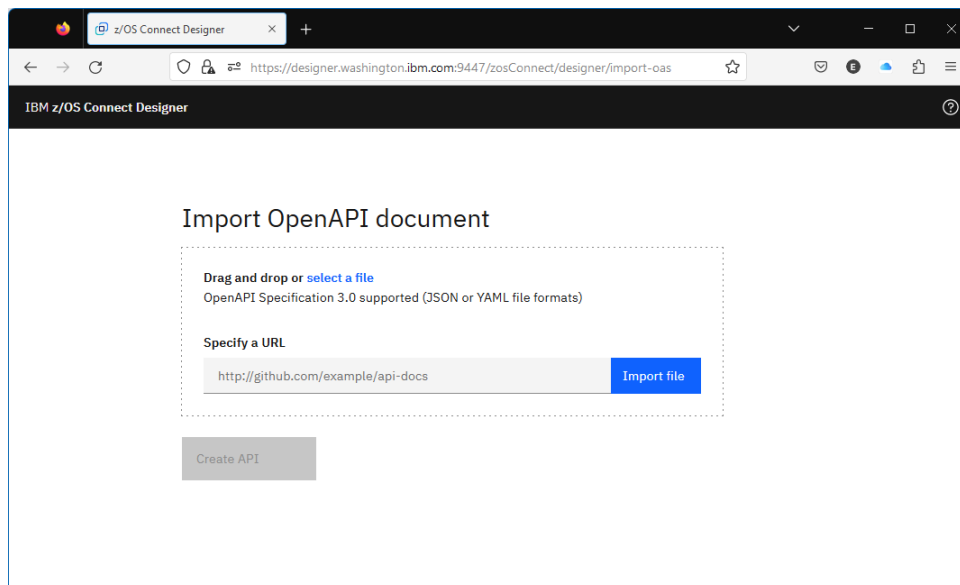 z/OS Connect Designer
https://designer.washington.ibm.com:9447/zosConnect/designer/import-oas
E
IBM z/OS Connect Designer
Import OpenAPI document
Drag and drop or select a file
OpenAPI Specification 3.0 supported (JSON or YAML file formats)
Specify a URL
http://github.com/example/api-docs
Import file
Create API